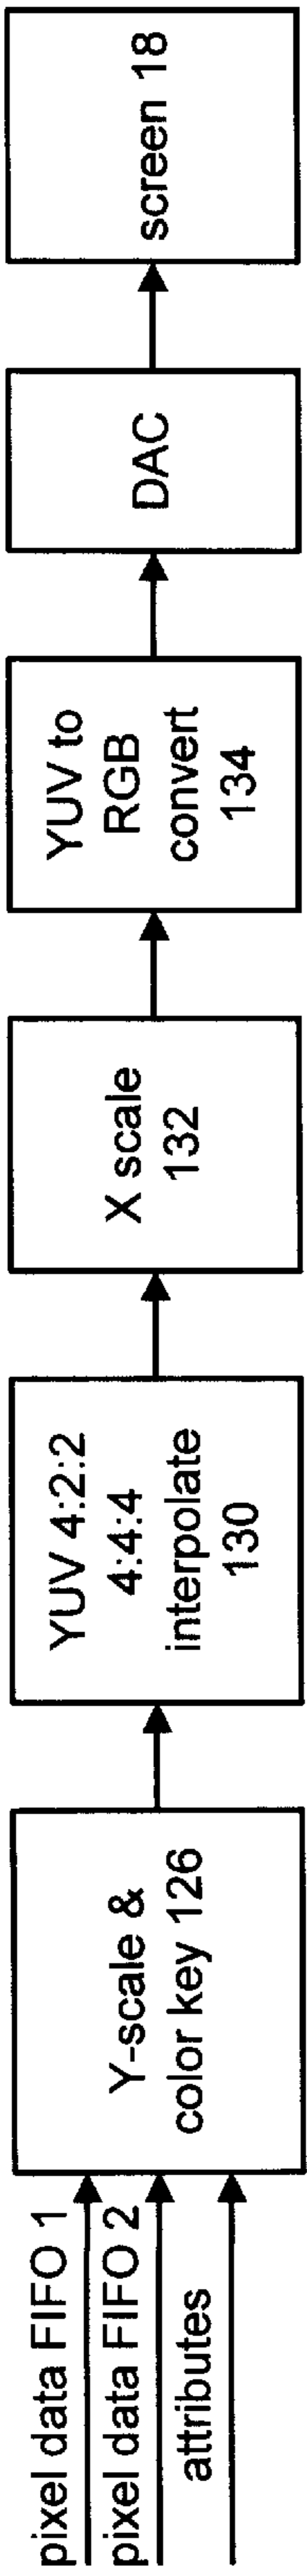 pixel data FIFO 1
pixel data FIFO 2
attributes
Y-scale &
color key 126
YUV 4:2:2
4:4:4
interpolate
130
X scale
132
YUV to
RGB
convert
134
DAC
screen 18